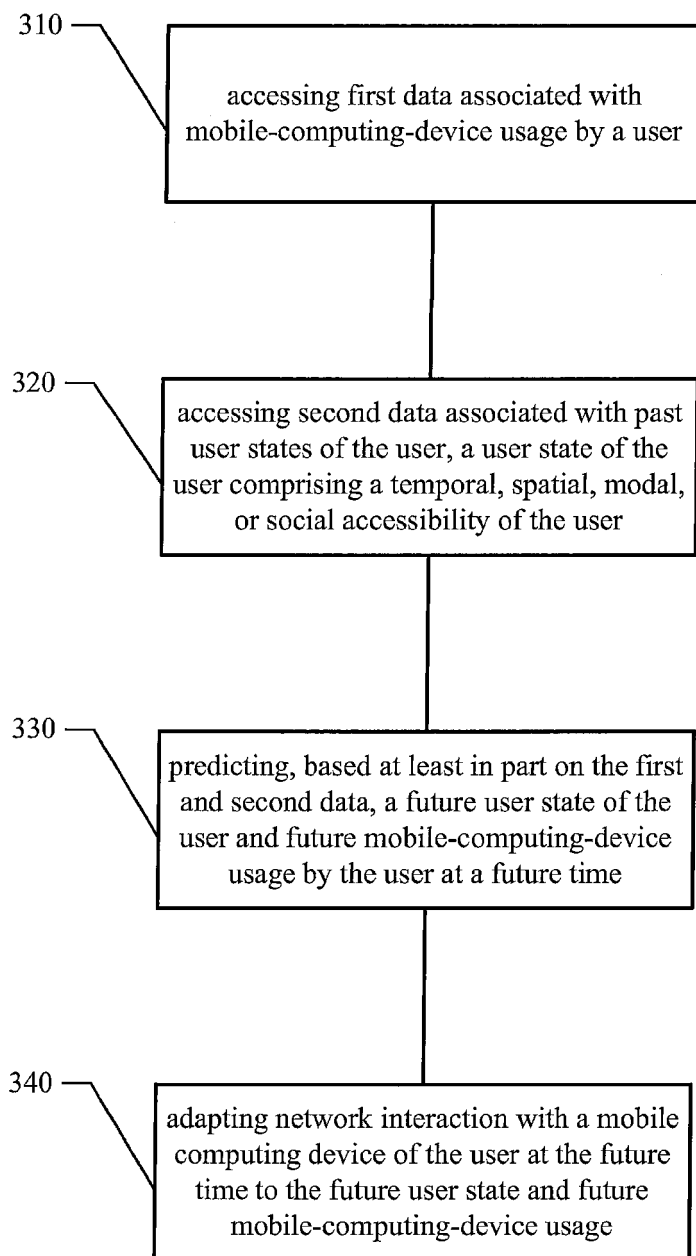 310
accessing first data associated with
mobile-computing-device usage by a user
320
accessing second data associated with past
user states of the user, a user state of the
user comprising a temporal, spatial, modal,
or social accessibility of the user
330
predicting, based at least in part on the first
and second data, a future user state of the
user and future mobile-computing-device
usage by the user at a future time
340
adapting network interaction with a mobile
computing device of the user at the future
time to the future user state and future
mobile-computing-device usage